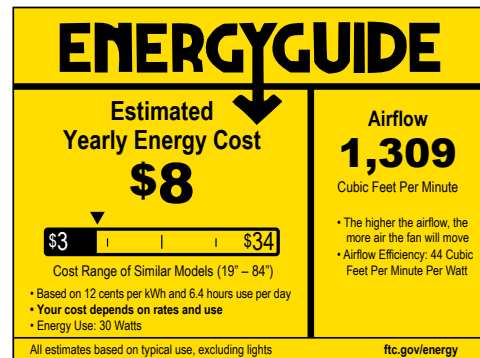 ENERGYGUIDE
Estimated
Yearly Energy Cost
$8
$3
$34
Cost Range of Similar Models (19” – 84”)
• Based on 12 cents per kWh and 6.4 hours use per day
• Your cost depends on rates and use
• Energy Use: 30 Watts
Airflow
1,309
Cubic Feet Per Minute
• The higher the airflow, the
more air the fan will move
• Airflow Efficiency: 44 Cubic
Feet Per Minute Per Watt
All estimates based on typical use, excluding lights
ftc.gov/energy